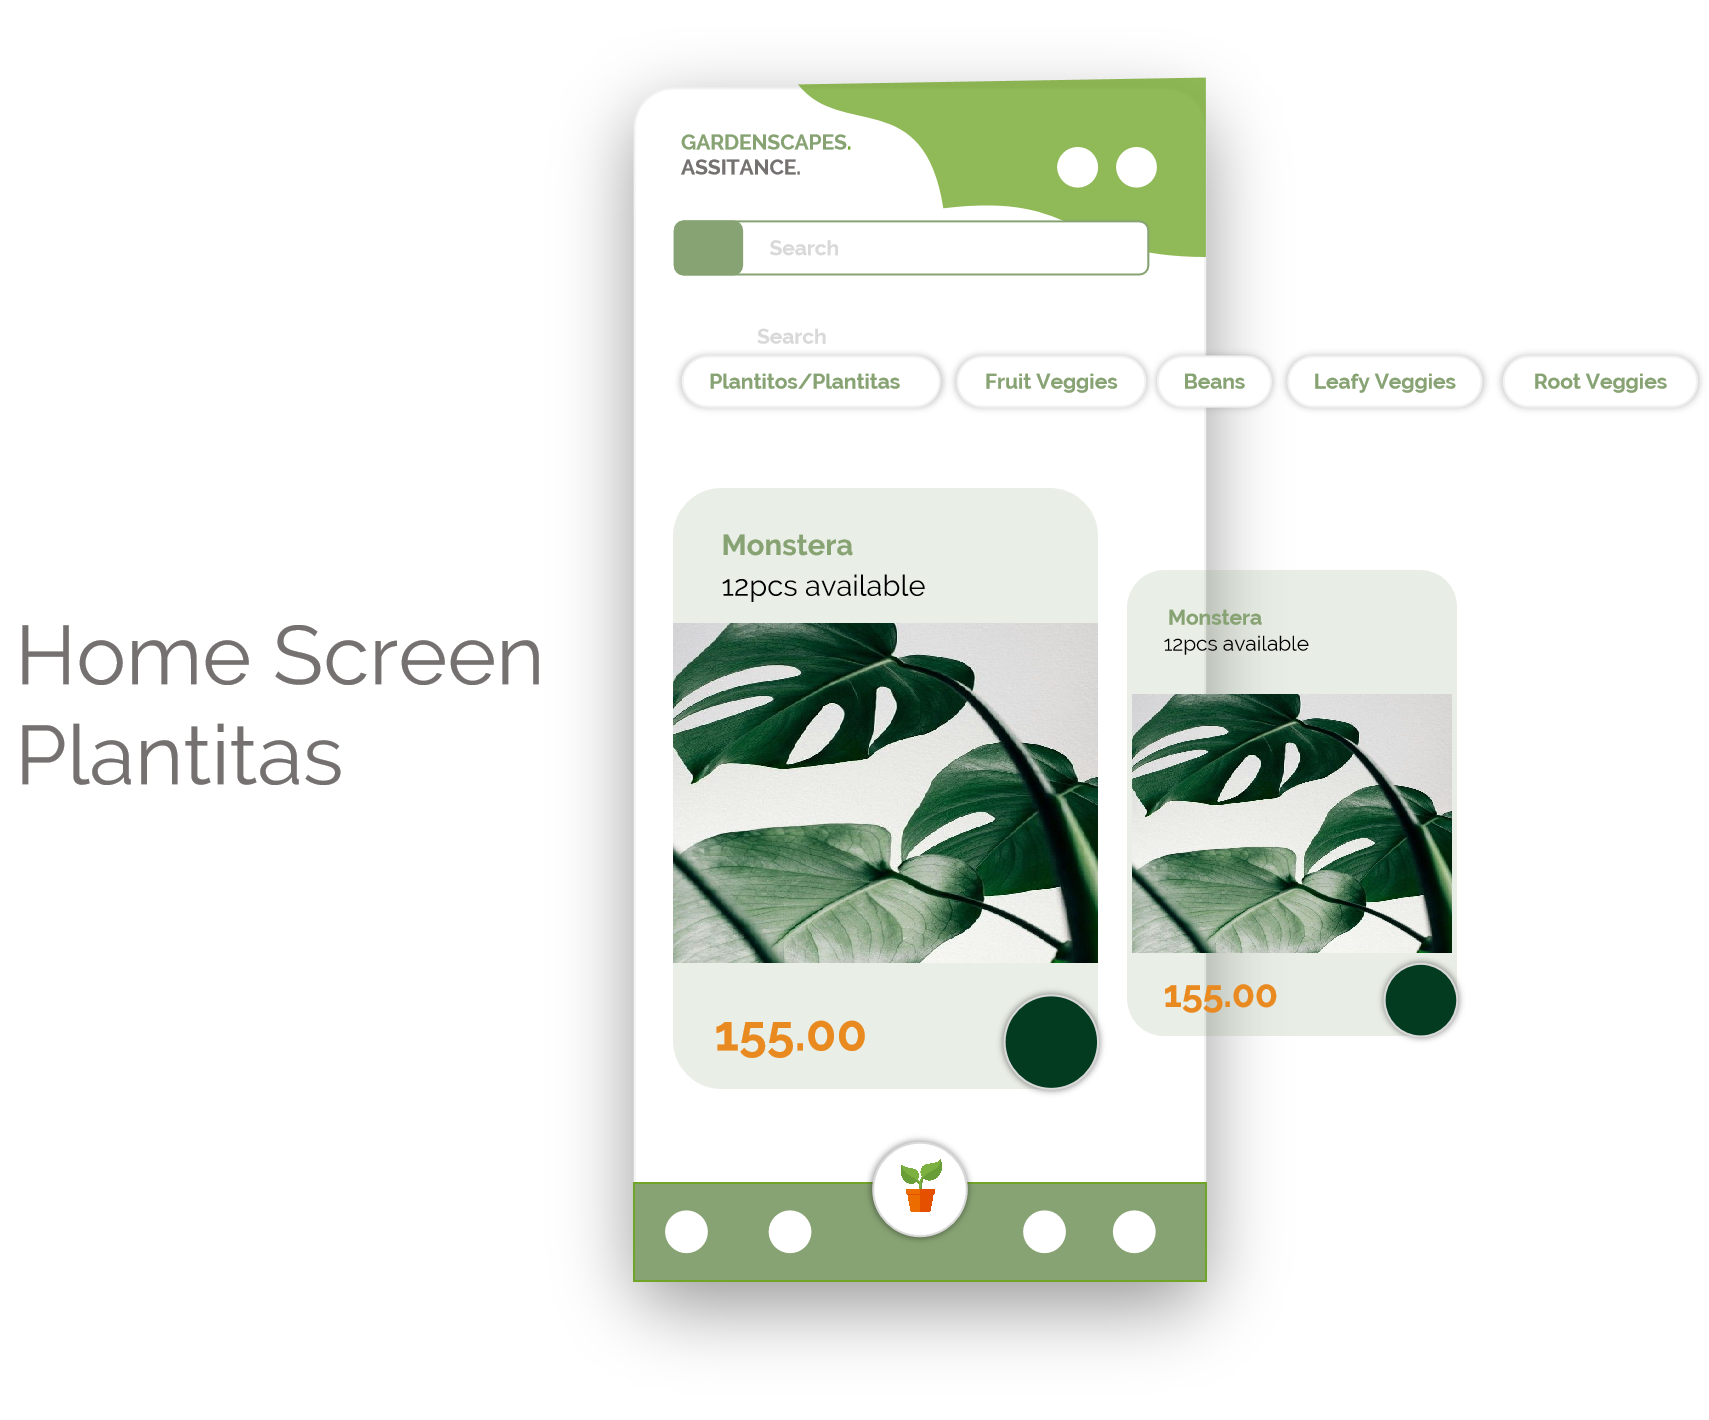 GARDENSCAPES.
ASSITANCE.
Search
Search
Plantitos/Plantitas
Fruit Veggies
Beans
Leafy Veggies
Root Veggies
Home Screen
Plantitas
Monstera
12pcs available
155.00
Monstera
12pcs available
155.00